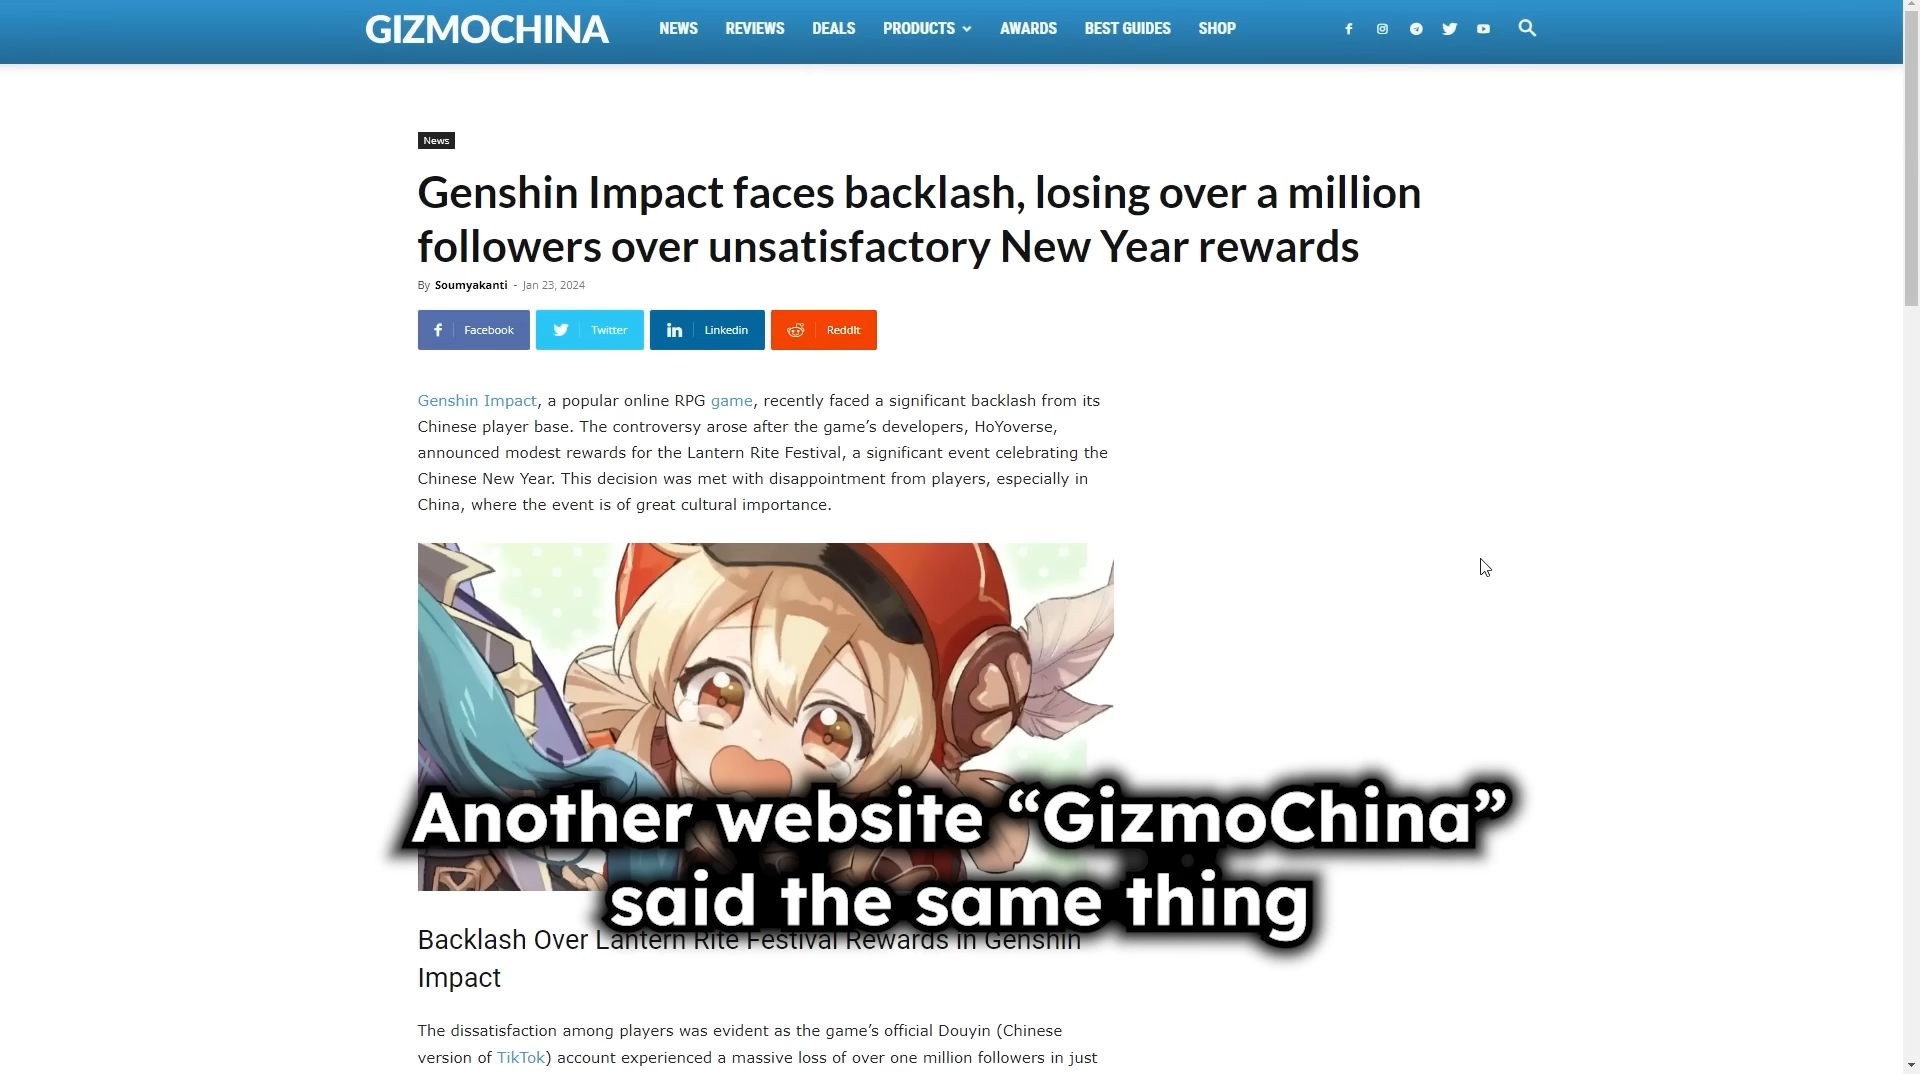 GIZMOCHINA
NEWS REVIEWS DEALS PRODUCTS AWARDS BEST GUIDES SHOP
News
Genshin Impact faces backlash, losing over a million
followers over unsatisfactory New Year rewards
By Soumyakanti - Jan 23, 2024
Facebook Twitter Linkedin ReddIt
Genshin Impact, a popular online RPG game, recently faced a significant backlash from its
Chinese player base. The controversy arose after the game’s developers, HoYoverse,
announced modest rewards for the Lantern Rite Festival, a significant event celebrating the
Chinese New Year. This decision was met with disappointment from players, especially in
China, where the event is of great cultural importance.
Another website “GizmoChina”
said the same thing
Backlash Over Lantern Rite Festival Rewards in Genshin
Impact
The dissatisfaction among players was evident as the game’s official Douyin (Chinese
version of TikTok) account experienced a massive loss of over one million followers in just